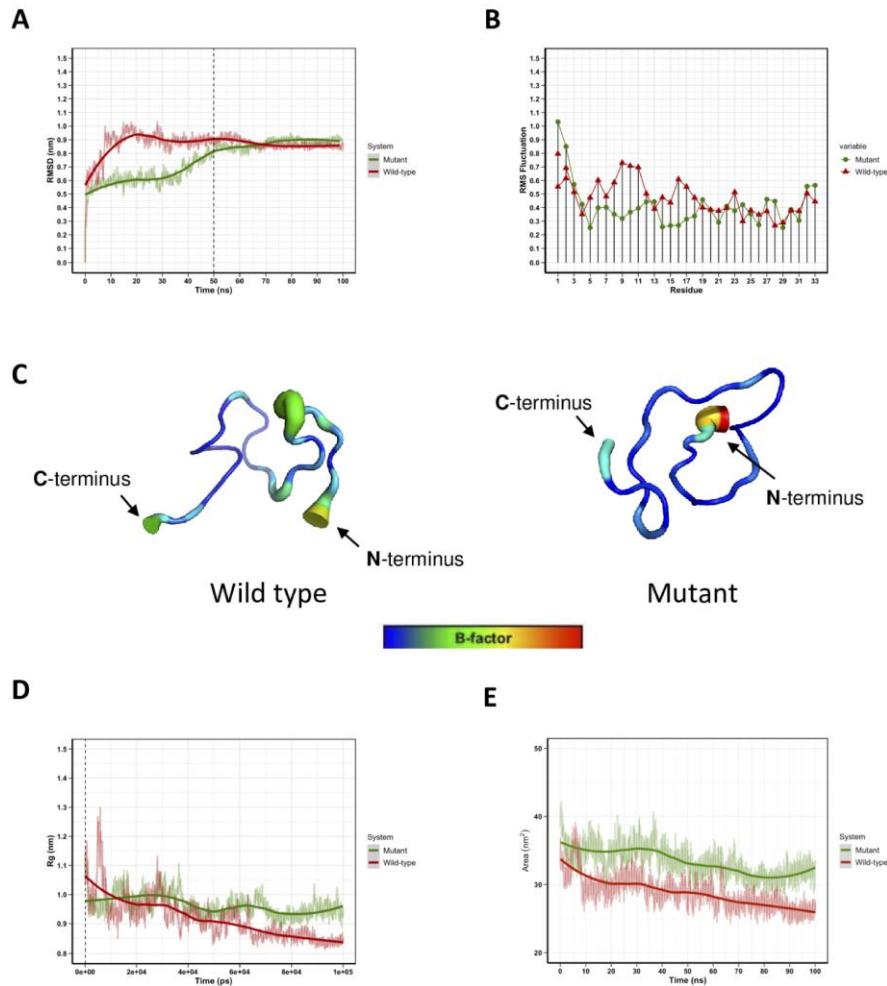 A
RMSD (nm)
1.5
1.4
1.3
1.2
1.1
1.0
0.9
0.8
0.7
0.6
0.5
0.4
0.3
0.2
0.1
0.0
0 10 20 30 40 50 60 70 80 90 100
Time (ns)
System
Mutant
Wild-type
B
RMS Fluctuation
1.5
1.4
1.3
1.2
1.1
1.0
0.9
0.8
0.7
0.6
0.5
0.4
0.3
0.2
0.1
0.0
1 3 5 7 9 11 13 15 17 19 21 23 25 27 29 31 33
Residue
variable
Mutant
Wild-type
C
C-terminus
N-terminus
Wild type
C-terminus
N-terminus
Mutant
B-factor
D
Rg (nm)
1.5
1.4
1.3
1.2
1.1
1.0
0.9
0.8
0e+00 2e+04 4e+04 6e+04 8e+04 1e+05
Time (ps)
System
Mutant
Wild-type
E
Area (nm²)
50
40
30
20
0 10 20 30 40 50 60 70 80 90 100
Time (ns)
System
Mutant
Wild-type